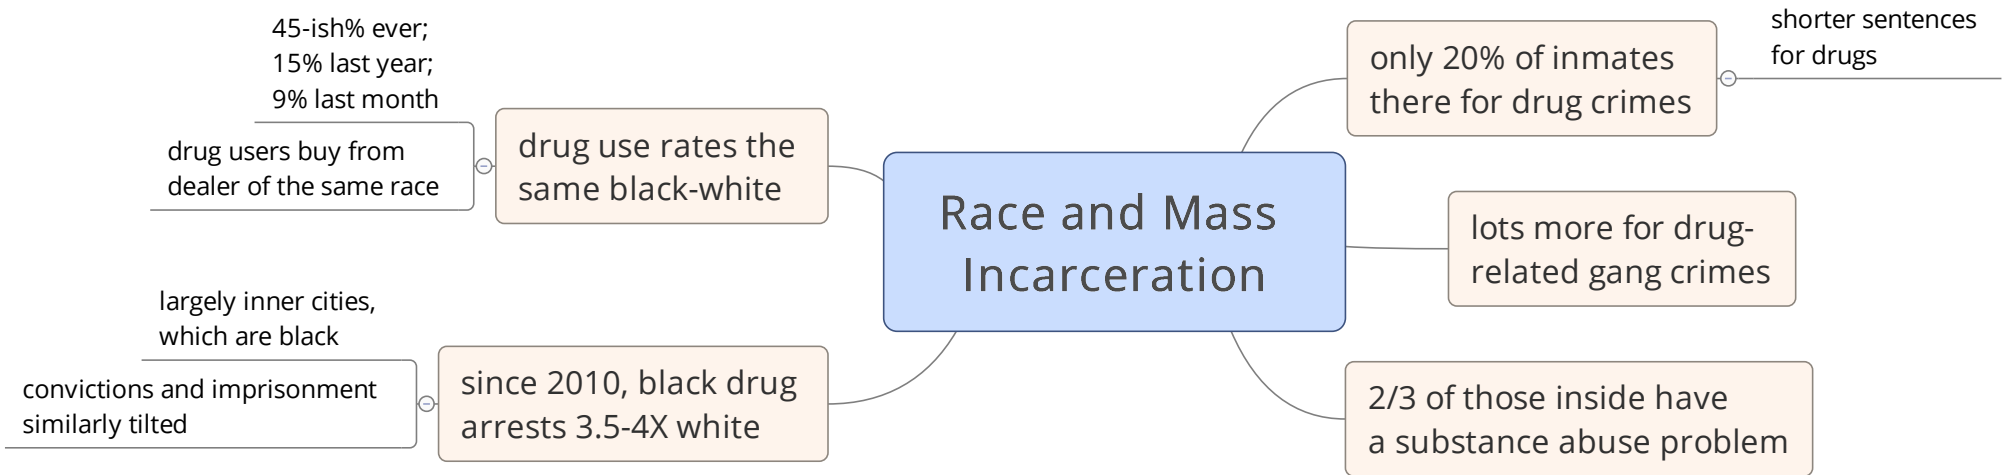 Race and Mass
Incarceration
only 20% of inmates
there for drug crimes
shorter sentences
for drugs
lots more for drug-
related gang crimes
2/3 of those inside have
a substance abuse problem
drug use rates the
same black-white
45-ish% ever;
15% last year;
9% last month
drug users buy from
dealer of the same race
since 2010, black drug
arrests 3.5-4X white
largely inner cities,
which are black
convictions and imprisonment
similarly tilted